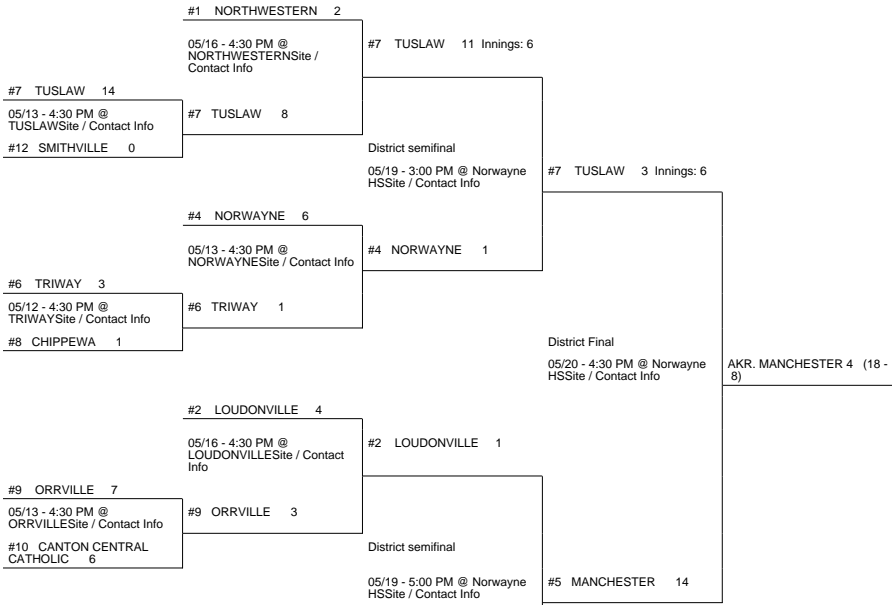 #1 NORTHWESTERN 2
05/16 - 4:30 PM @
NORTHWESTERNSite /
Contact Info
#7 TUSLAW 11 Innings: 6
#7 TUSLAW 14
05/13 - 4:30 PM @
TUSLAWSite / Contact Info
#7 TUSLAW 8
#12 SMITHVILLE 0
District semifinal
05/19 - 3:00 PM @ Norwayne
HSSite / Contact Info
#7 TUSLAW 3 Innings: 6
#4 NORWAYNE 6
05/13 - 4:30 PM @
NORWAYNESite / Contact Info
#4 NORWAYNE 1
#6 TRIWAY 3
05/12 - 4:30 PM @
TRIWAYSite / Contact Info
#6 TRIWAY 1
#8 CHIPPEWA 1
District Final
05/20 - 4:30 PM @ Norwayne
HSSite / Contact Info
AKR. MANCHESTER 4 (18 -
8)
#2 LOUDONVILLE 4
05/16 - 4:30 PM @
LOUDONVILLESite / Contact
Info
#2 LOUDONVILLE 1
#9 ORRVILLE 7
05/13 - 4:30 PM @
ORRVILLESite / Contact Info
#9 ORRVILLE 3
#10 CANTON CENTRAL
CATHOLIC 6
District semifinal
05/19 - 5:00 PM @ Norwayne
HSSite / Contact Info
#5 MANCHESTER 14